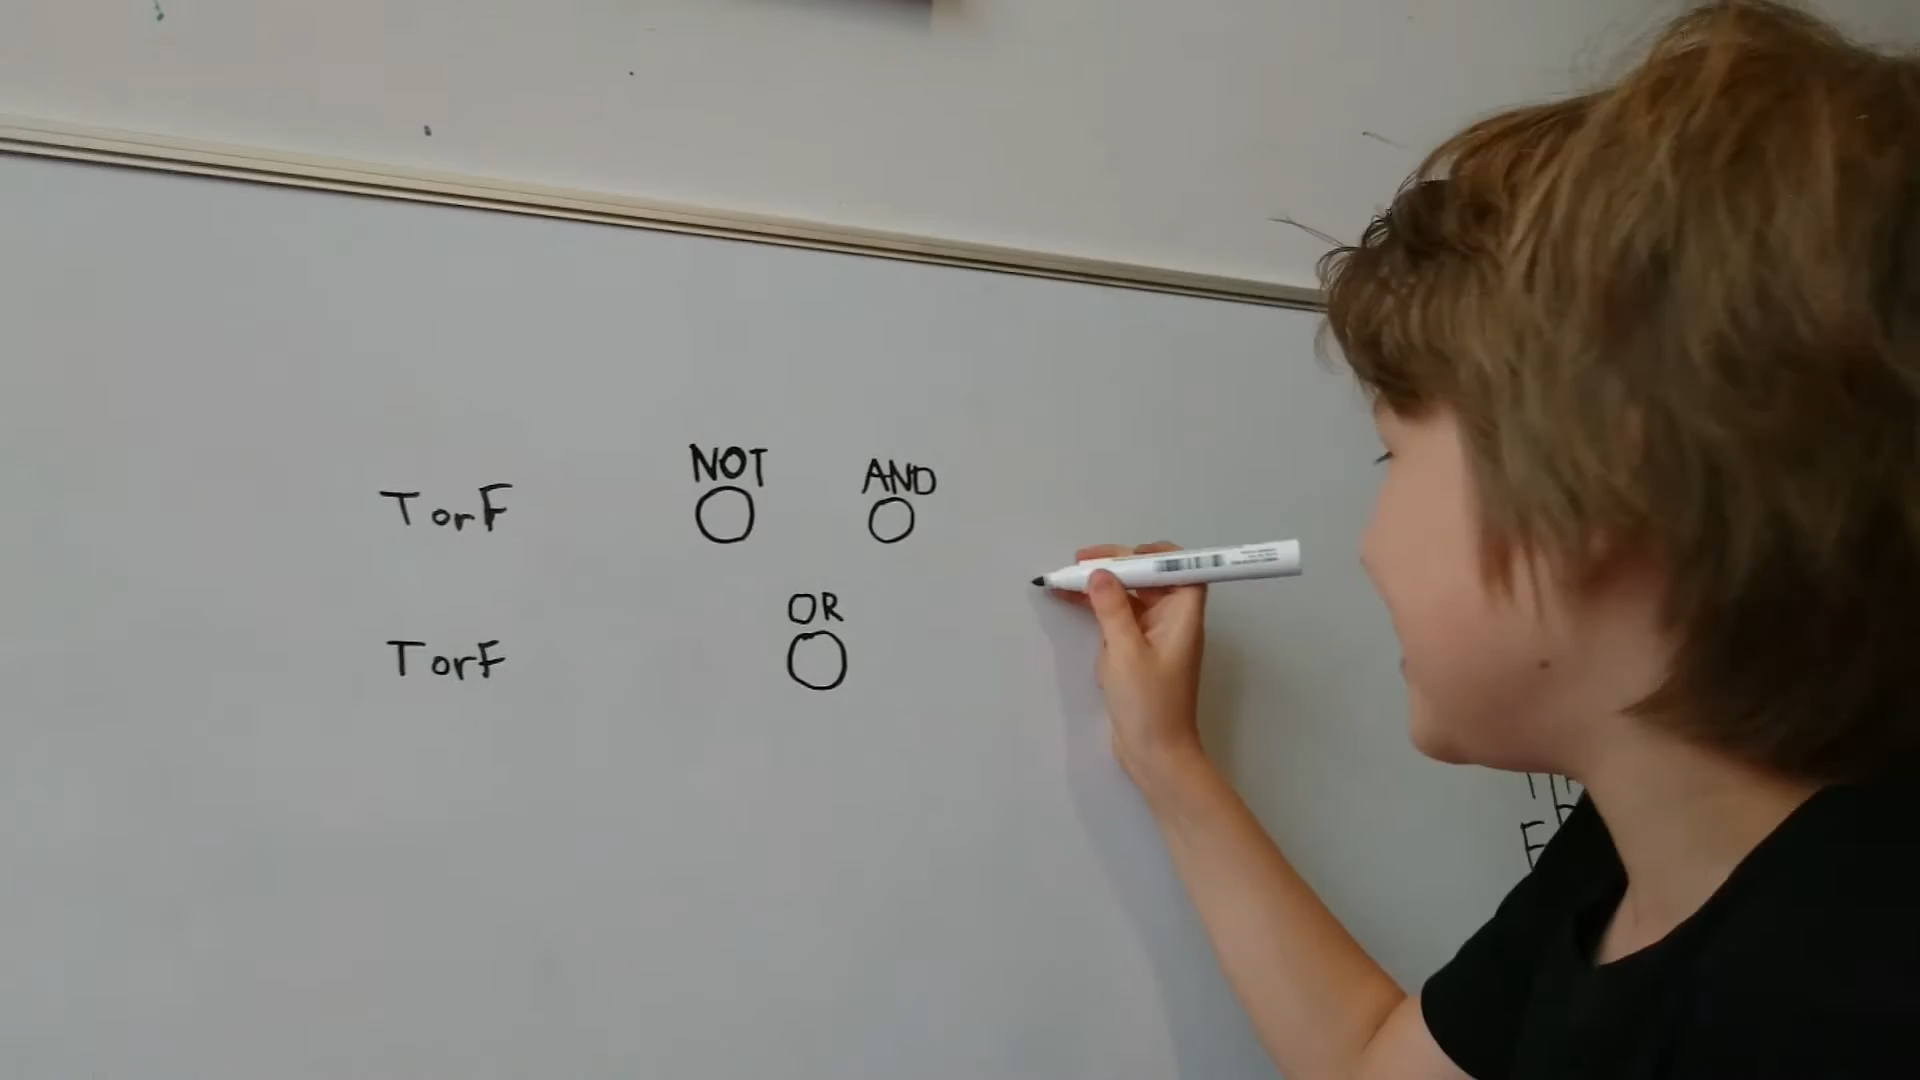 NOT AND
T or F
OR
T or F
F